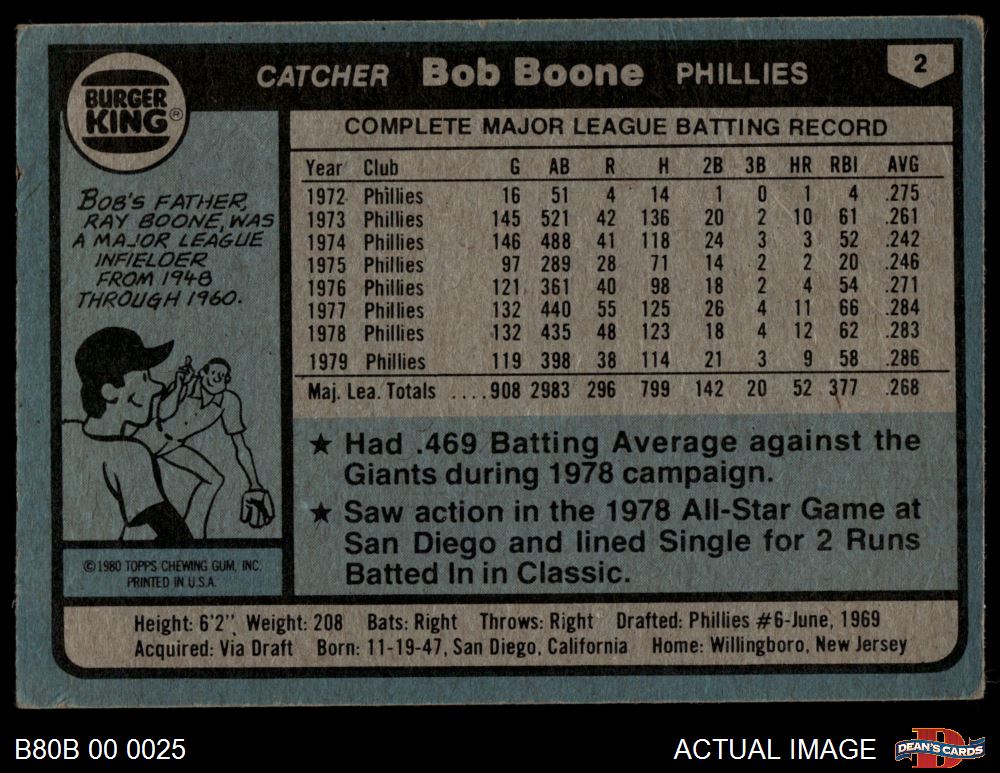 CATCHER Bob Boone PHILLIES 2
BURGER KING ®
COMPLETE MAJOR LEAGUE BATTING RECORD
Year Club G AB R H 2B 3B HR RBI AVG
1972 Phillies 16 51 4 14 1 0 1 4 .275
1973 Phillies 145 521 42 136 20 2 10 61 .261
1974 Phillies 146 488 41 118 24 3 3 52 .242
1975 Phillies 97 289 28 71 14 2 2 20 .246
1976 Phillies 121 361 40 98 18 2 4 54 .271
1977 Phillies 132 440 55 125 26 4 11 66 .284
1978 Phillies 132 435 48 123 18 4 12 62 .283
1979 Phillies 119 398 38 114 21 3 9 58 .286
Maj. Lea. Totals ....908 2983 296 799 142 20 52 377 .268
BOB'S FATHER,
RAY BOONE, WAS
A MAJOR LEAGUE
INFIELDER
FROM 1948
THROUGH 1960.
★ Had .469 Batting Average against the
Giants during 1978 campaign.
★ Saw action in the 1978 All-Star Game at
San Diego and lined Single for 2 Runs
Batted In in Classic.
© 1980 TOPPS CHEWING GUM, INC.
PRINTED IN U.S.A.
Height: 6'2" Weight: 208 Bats: Right Throws: Right Drafted: Phillies #6-June, 1969
Acquired: Via Draft Born: 11-19-47, San Diego, California Home: Willingboro, New Jersey
B80B 00 0025 ACTUAL IMAGE D DEAN'S CARDS